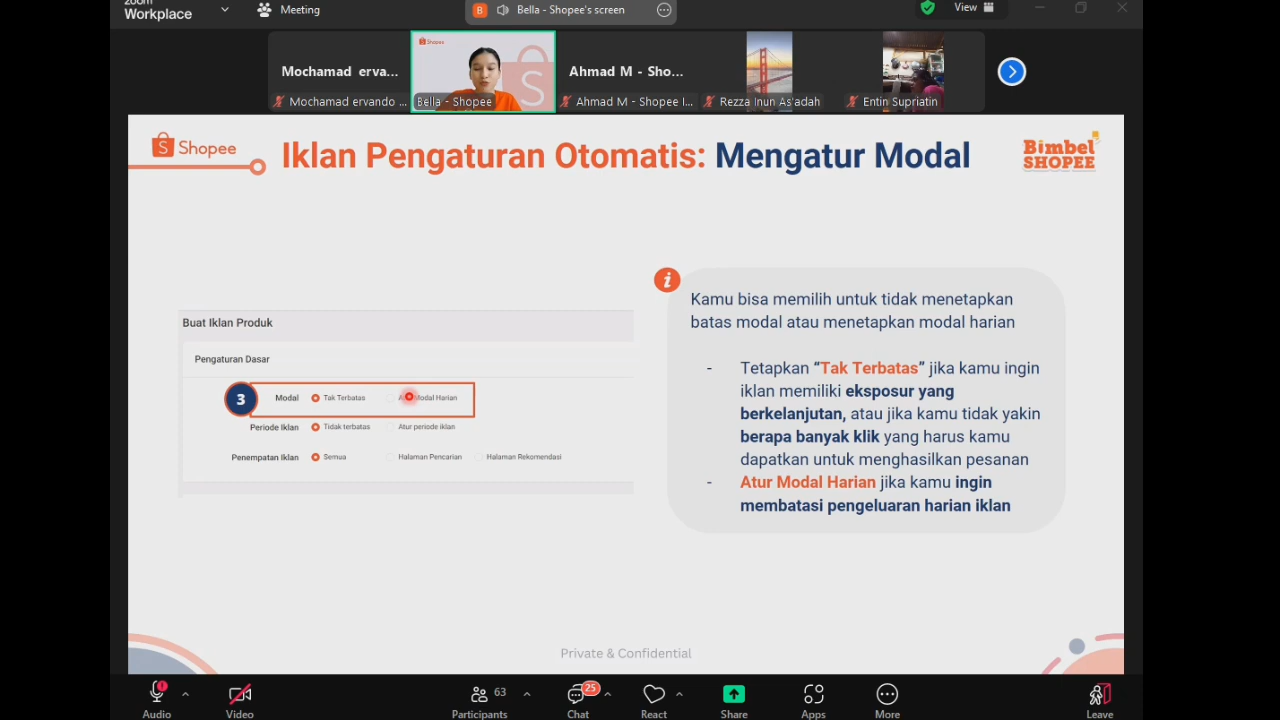 zoom
Workplace
Meeting
B
Bella - Shopee's screen
View
Mochamad erva...
Mochamad ervando ...
Shopee
Bella - Shopee
Ahmad M - Sho...
Ahmad M - Shopee I...
Rezza Inun As'adah
Entin Supriatin
Shopee
Iklan Pengaturan Otomatis: Mengatur Modal
Bimbel
SHOPEE
Buat Iklan Produk
Pengaturan Dasar
3
Modal
Tak Terbatas
Modal Harian
Periode Iklan
Tidak terbatas
Atur periode iklan
Penempatan Iklan
Semua
Halaman Pencarian
Halaman Rekomendasi
i
Kamu bisa memilih untuk tidak menetapkan
batas modal atau menetapkan modal harian
- Tetapkan “Tak Terbatas” jika kamu ingin
iklan memiliki eksposur yang
berkelanjutan, atau jika kamu tidak yakin
berapa banyak klik yang harus kamu
dapatkan untuk menghasilkan pesanan
- Atur Modal Harian jika kamu ingin
membatasi pengeluaran harian iklan
Private & Confidential
Audio
Video
63
Participants
25
Chat
React
Share
Apps
More
Leave